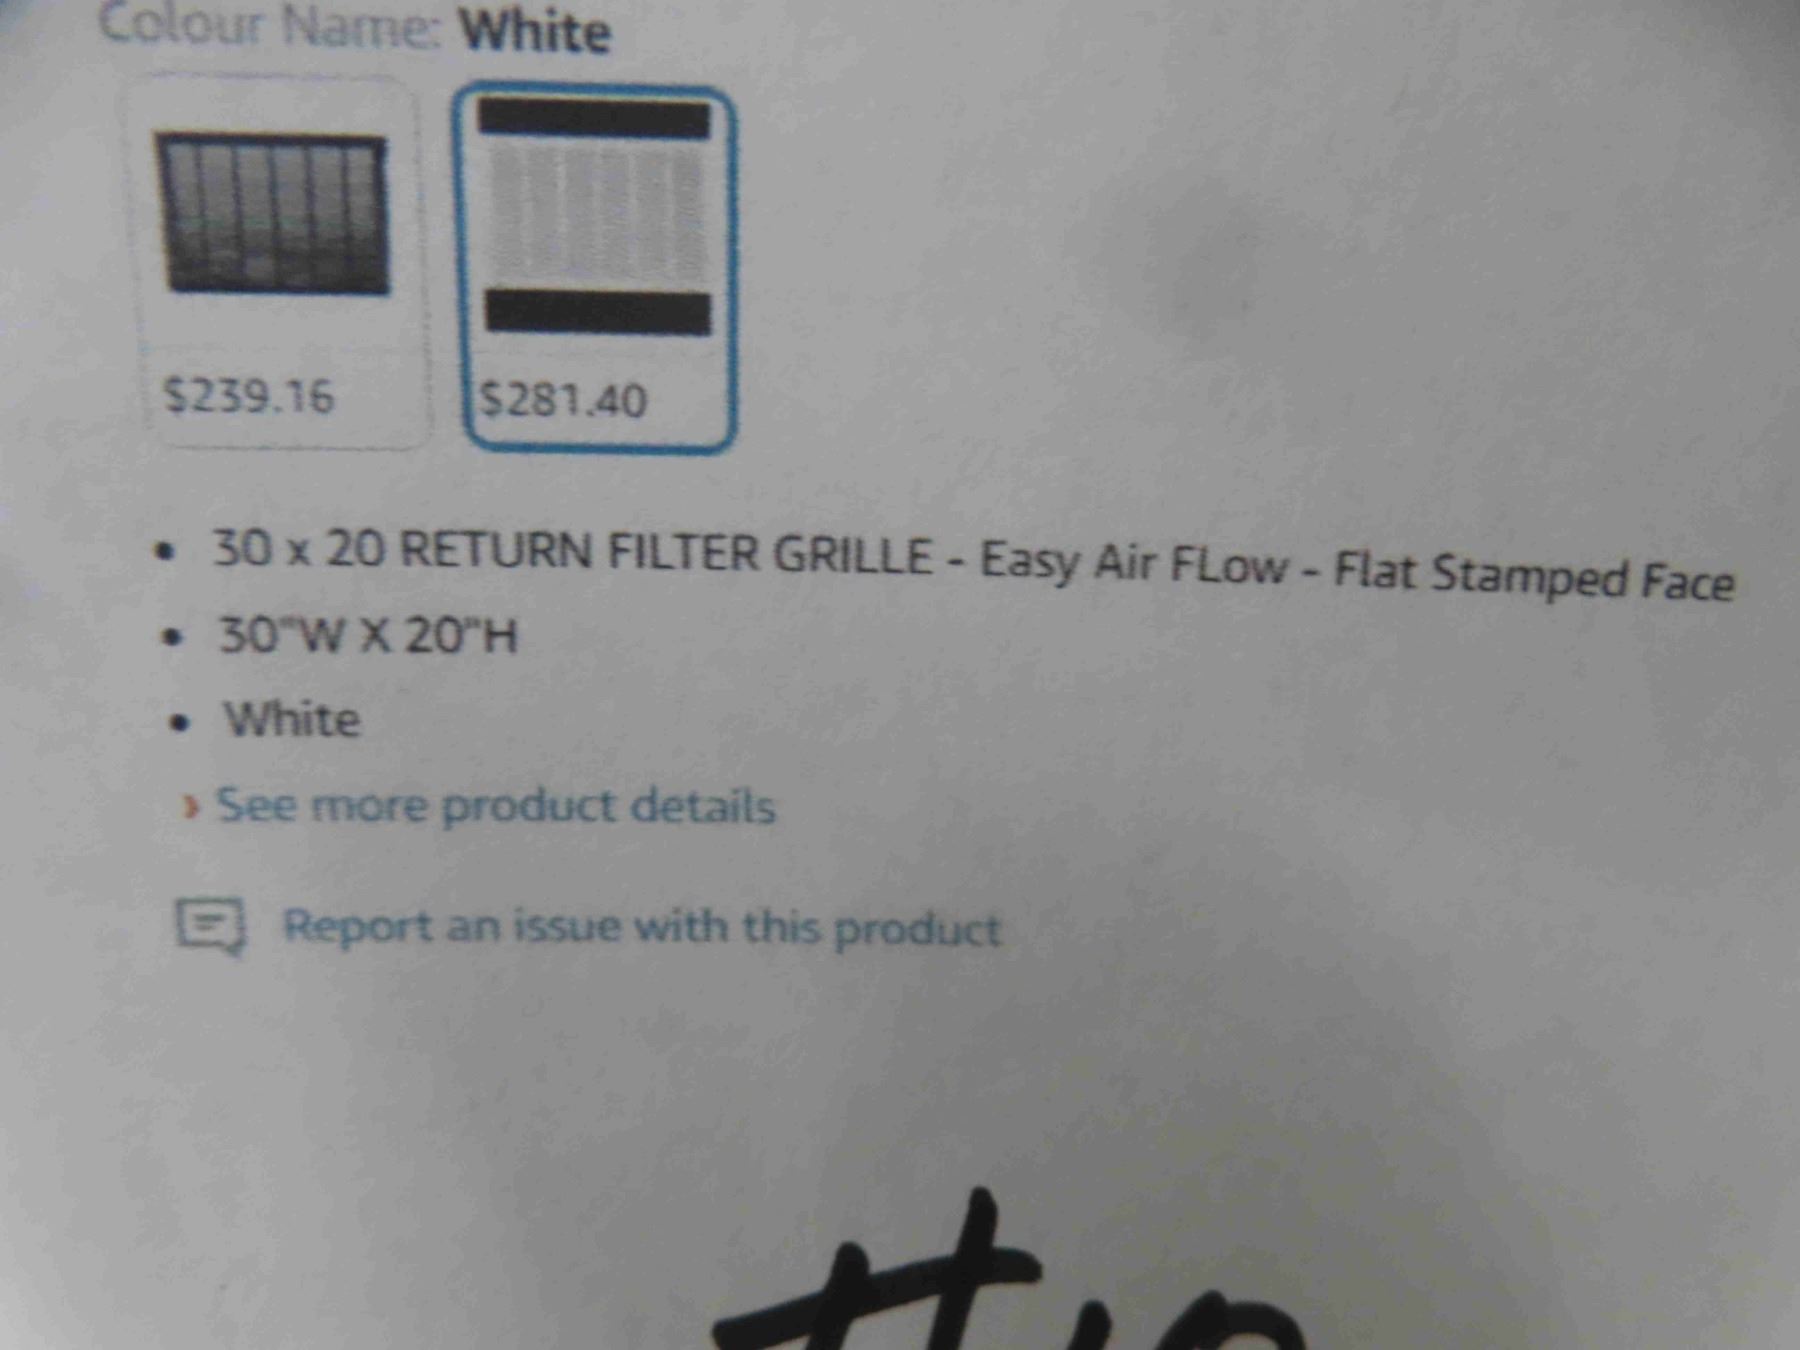 Colour Name: White
$239.16
$281.40
• 30 x 20 RETURN FILTER GRILLE - Easy Air FLow - Flat Stamped Face
• 30"W X 20"H
• White
› See more product details
Report an issue with this product